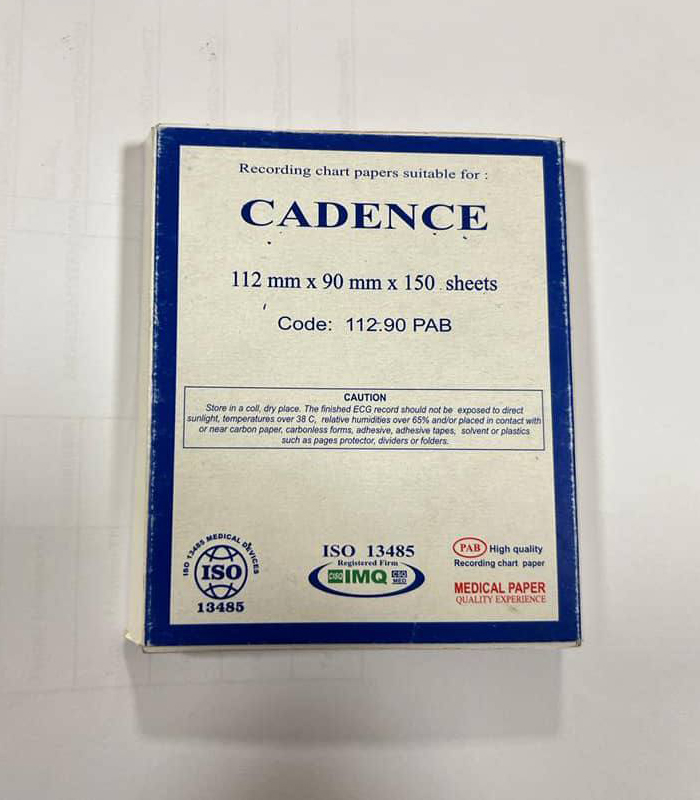 Recording chart papers suitable for :
CADENCE
112 mm x 90 mm x 150 sheets
Code: 112.90 PAB
CAUTION
Store in a coll, dry place. The finished ECG record should not be exposed to direct
sunlight, temperatures over 38 C, relative humidities over 65% and/or placed in contact with
or near carbon paper, carbonless forms, adhesive, adhesive tapes, solvent or plastics
such as pages protector, dividers or folders.
ISO 13485 MEDICAL DEVICES
ISO
13485
ISO 13485
Registered Firm
CISQ IMQ CSQ
MED
PAB High quality
Recording chart paper
MEDICAL PAPER
QUALITY EXPERIENCE